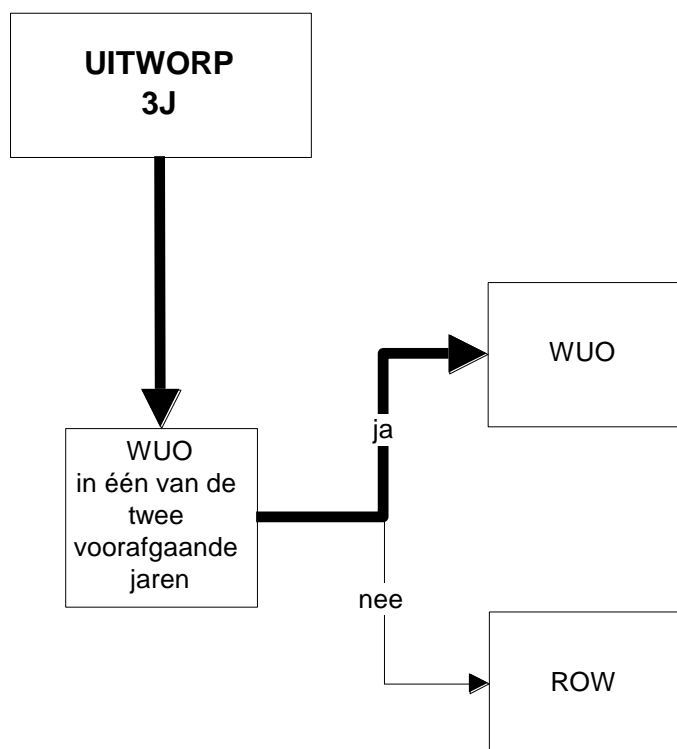 UITWORP
3J
WUO
ja
WUO
in één van de
twee
voorafgaande
jaren
nee
ROW